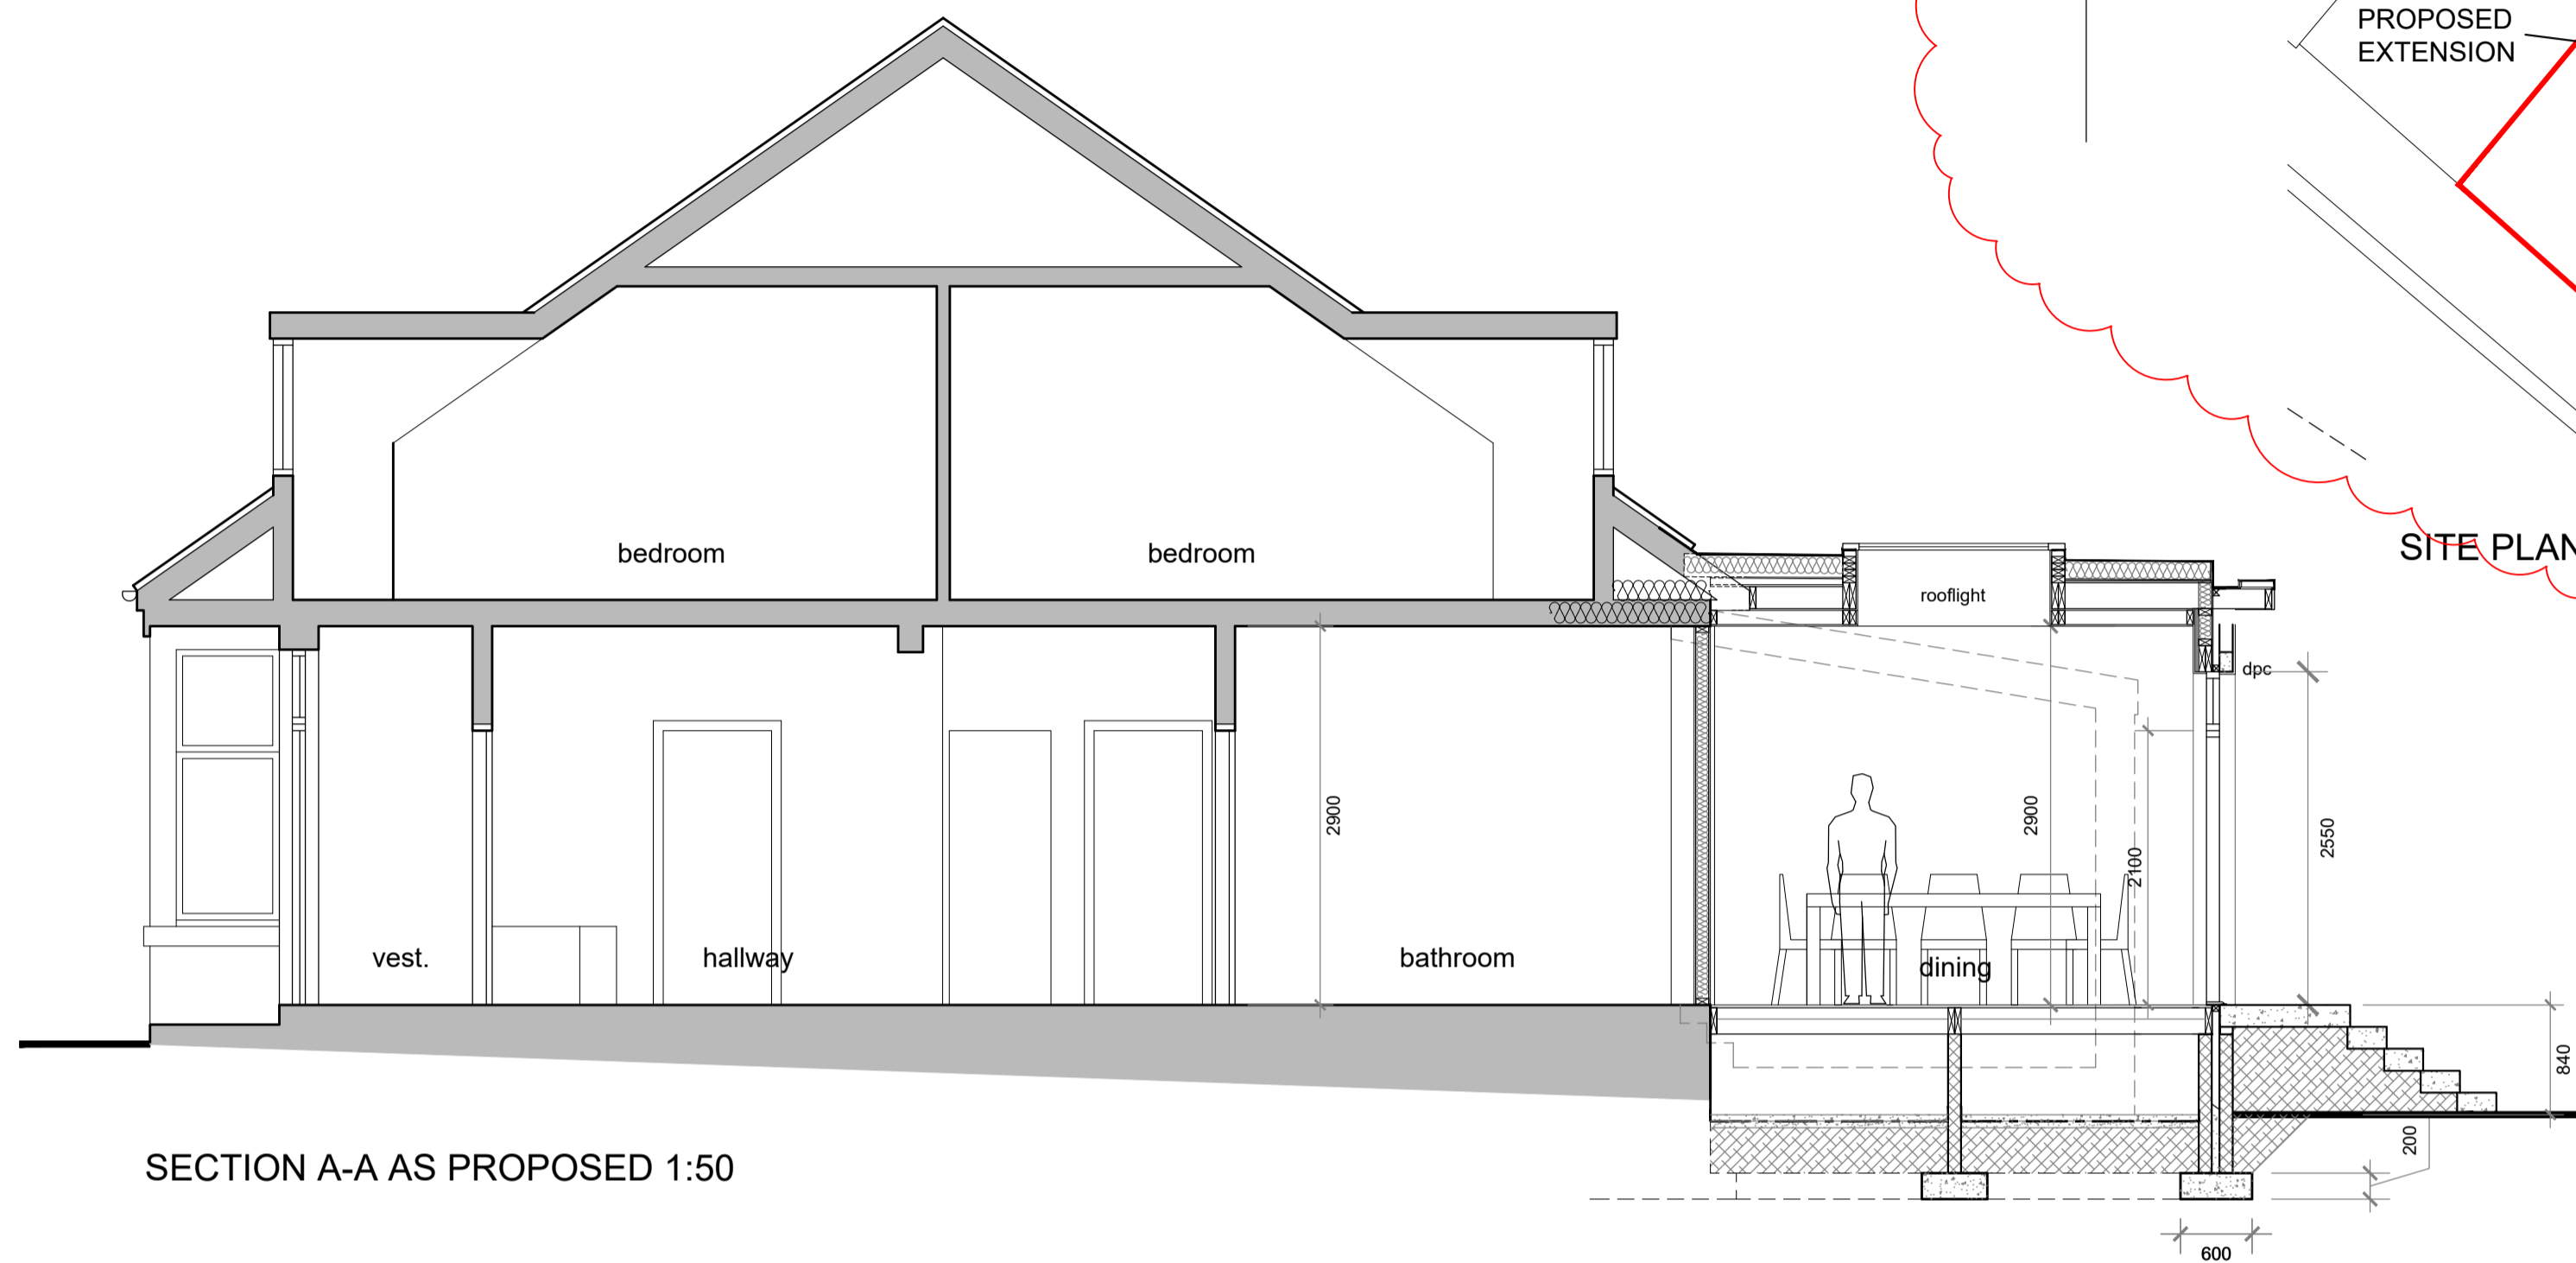 PROPOSED
EXTENSION
bedroom
bedroom
SITE PLAN
rooflight
dpc
2900
2900
2100
2550
vest.
hallway
bathroom
dining
840
200
SECTION A-A AS PROPOSED 1:50
600